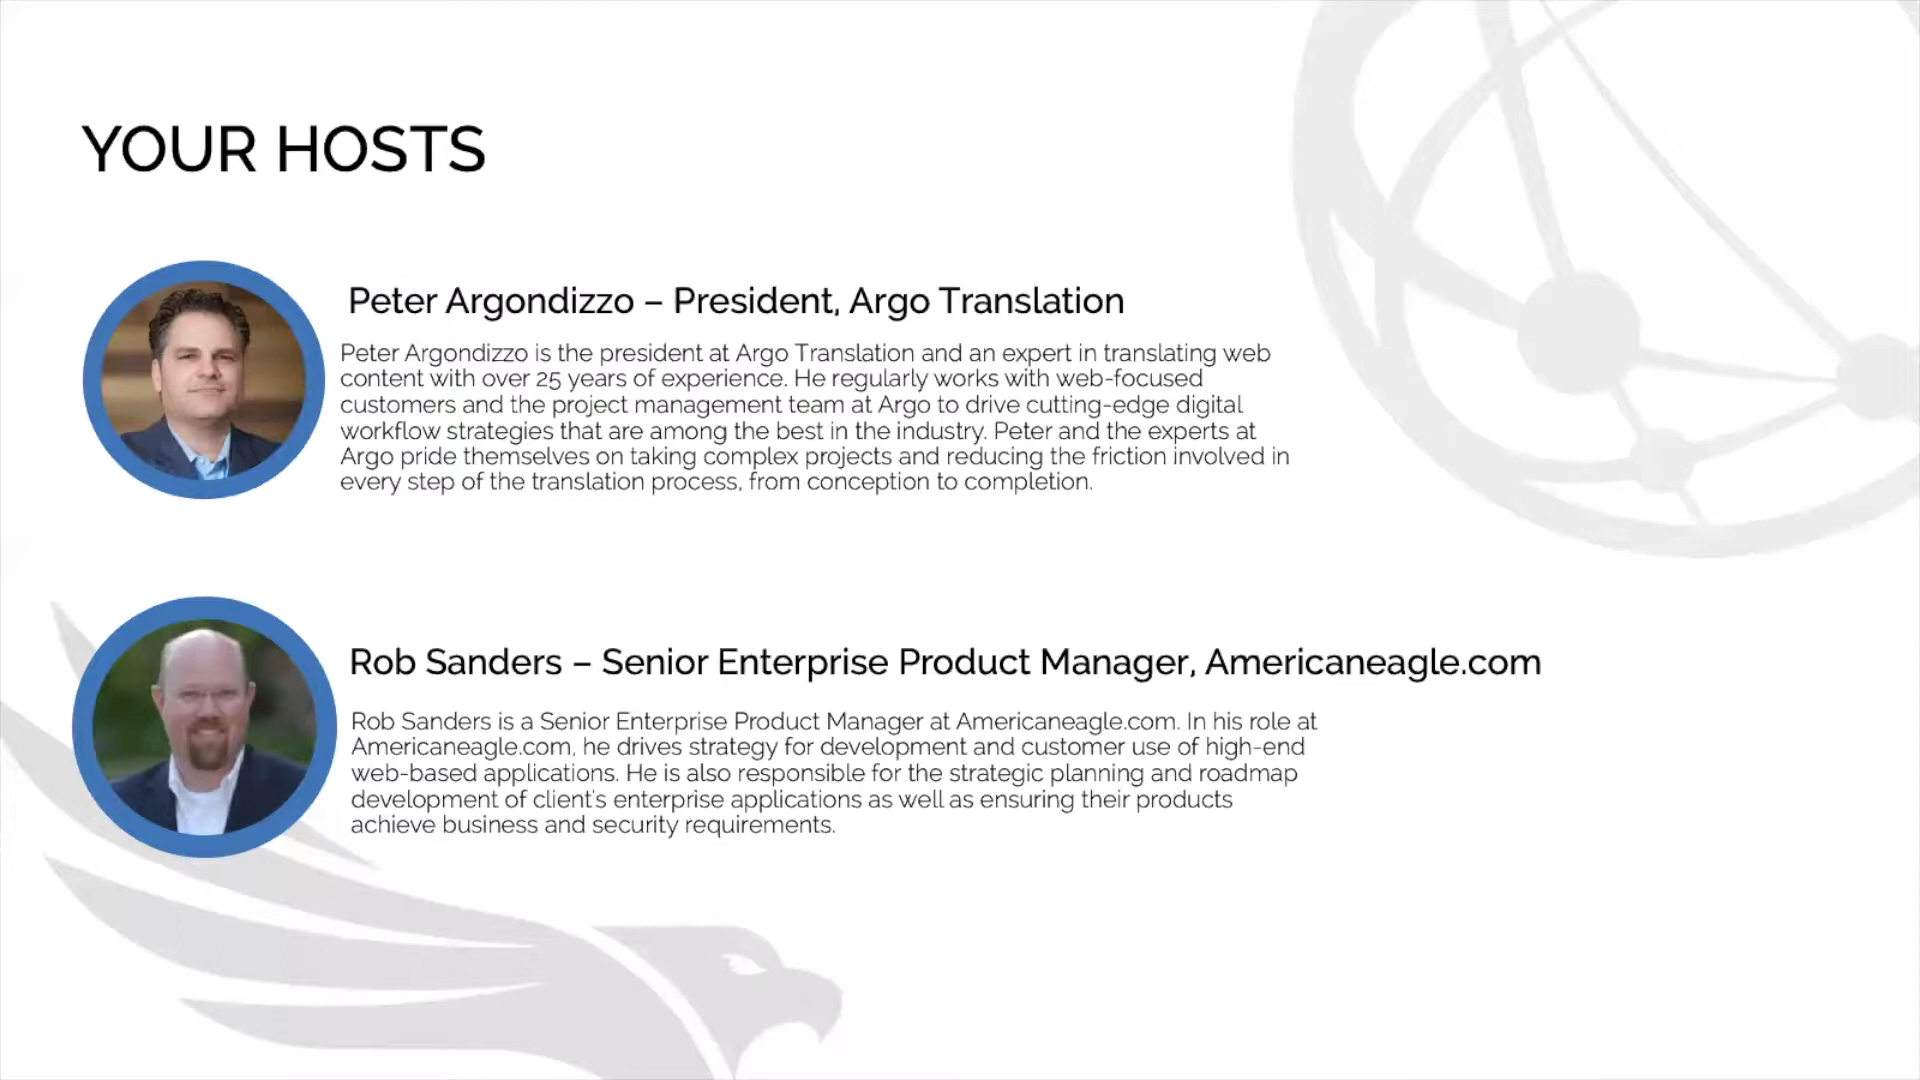 YOUR HOSTS
Peter Argondizzo – President, Argo Translation
Peter Argondizzo is the president at Argo Translation and an expert in translating web
content with over 25 years of experience. He regularly works with web-focused
customers and the project management team at Argo to drive cutting-edge digital
workflow strategies that are among the best in the industry. Peter and the experts at
Argo pride themselves on taking complex projects and reducing the friction involved in
every step of the translation process, from conception to completion.
Rob Sanders – Senior Enterprise Product Manager, Americaneagle.com
Rob Sanders is a Senior Enterprise Product Manager at Americaneagle.com. In his role at
Americaneagle.com, he drives strategy for development and customer use of high-end
web-based applications. He is also responsible for the strategic planning and roadmap
development of client's enterprise applications as well as ensuring their products
achieve business and security requirements.